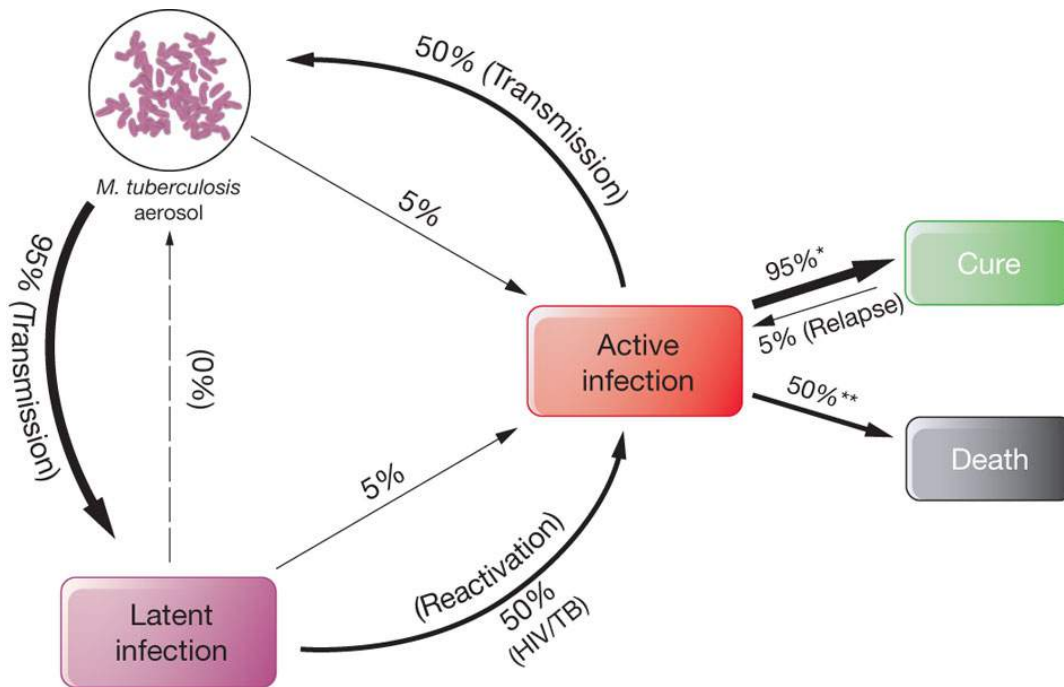 50% (Transmission)
M. tuberculosis
aerosol
5%
95% (Transmission)
(0%)
95%*
Cure
5% (Relapse)
Active
infection
50%**
Death
5%
Latent
infection
(Reactivation)
50%
(HIV/TB)